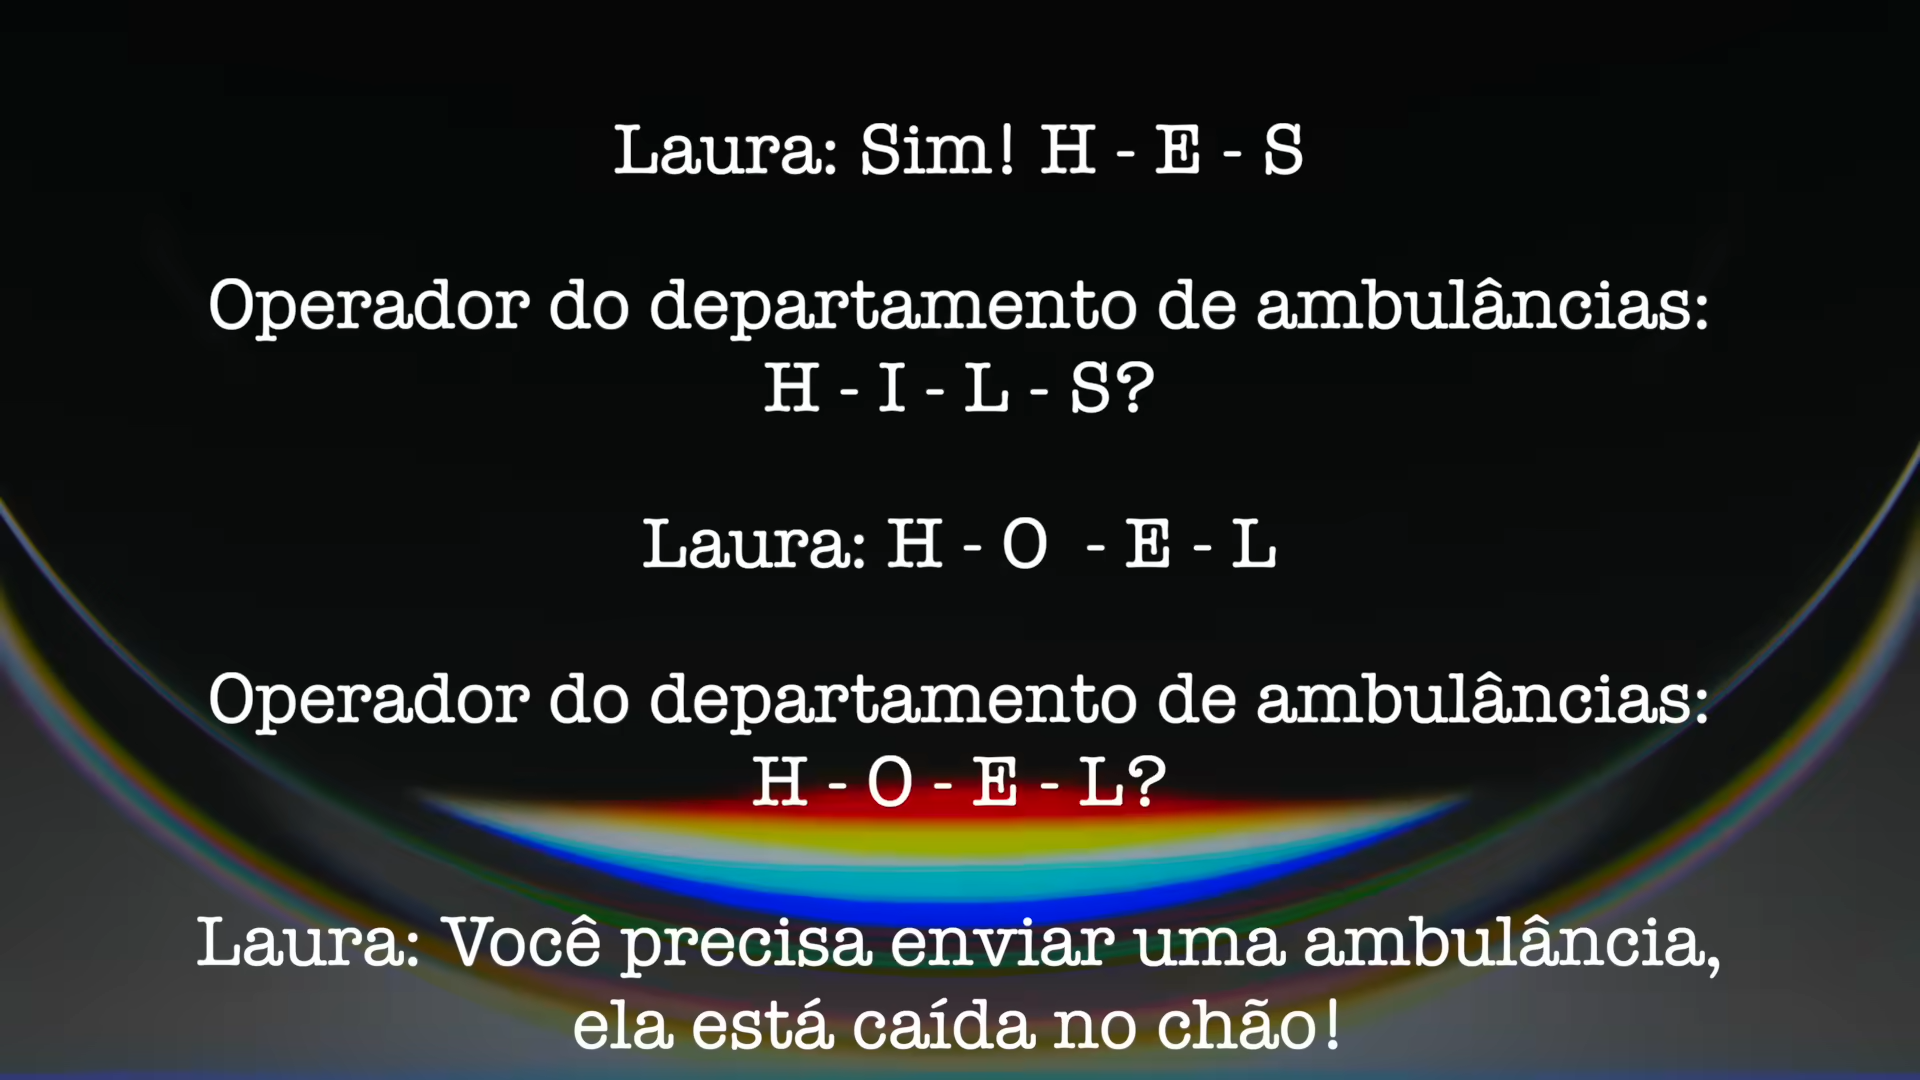 Laura: Sim! H - E - S
Operador do departamento de ambulâncias:
H - I - L - S?
Laura: H - O  - E - L
Operador do departamento de ambulâncias:
H - O - E - L?
Laura: Você precisa enviar uma ambulância,
ela está caída no chão!